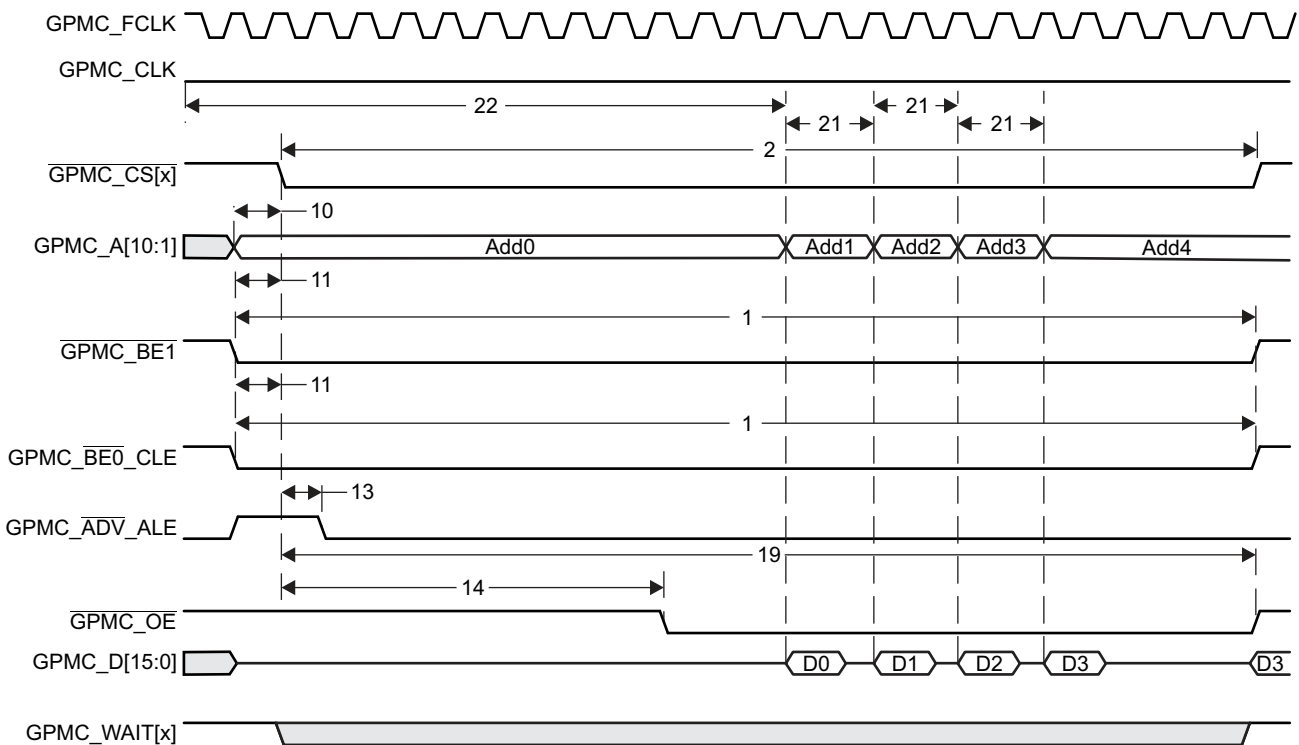 GPMC_FCLK
GPMC_CLK
22
21
21
21
2
GPMC_CS[x]
10
GPMC_A[10:1]
Add0
Add1
Add2
Add3
Add4
11
1
GPMC_BE1
11
1
GPMC_BE0_CLE
13
GPMC_ADV_ALE
19
14
GPMC_OE
GPMC_D[15:0]
D0
D1
D2
D3
D3
GPMC_WAIT[x]